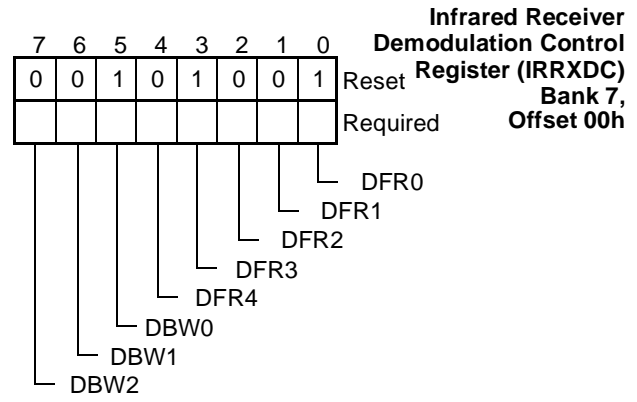 Infrared Receiver
Demodulation Control
Register (IRRXDC)
Bank 7,
Offset 00h
7 6 5 4 3 2 1 0
0 0 1 0 1 0 0 1 Reset
Required
DFR0
DFR1
DFR2
DFR3
DFR4
DBW0
DBW1
DBW2